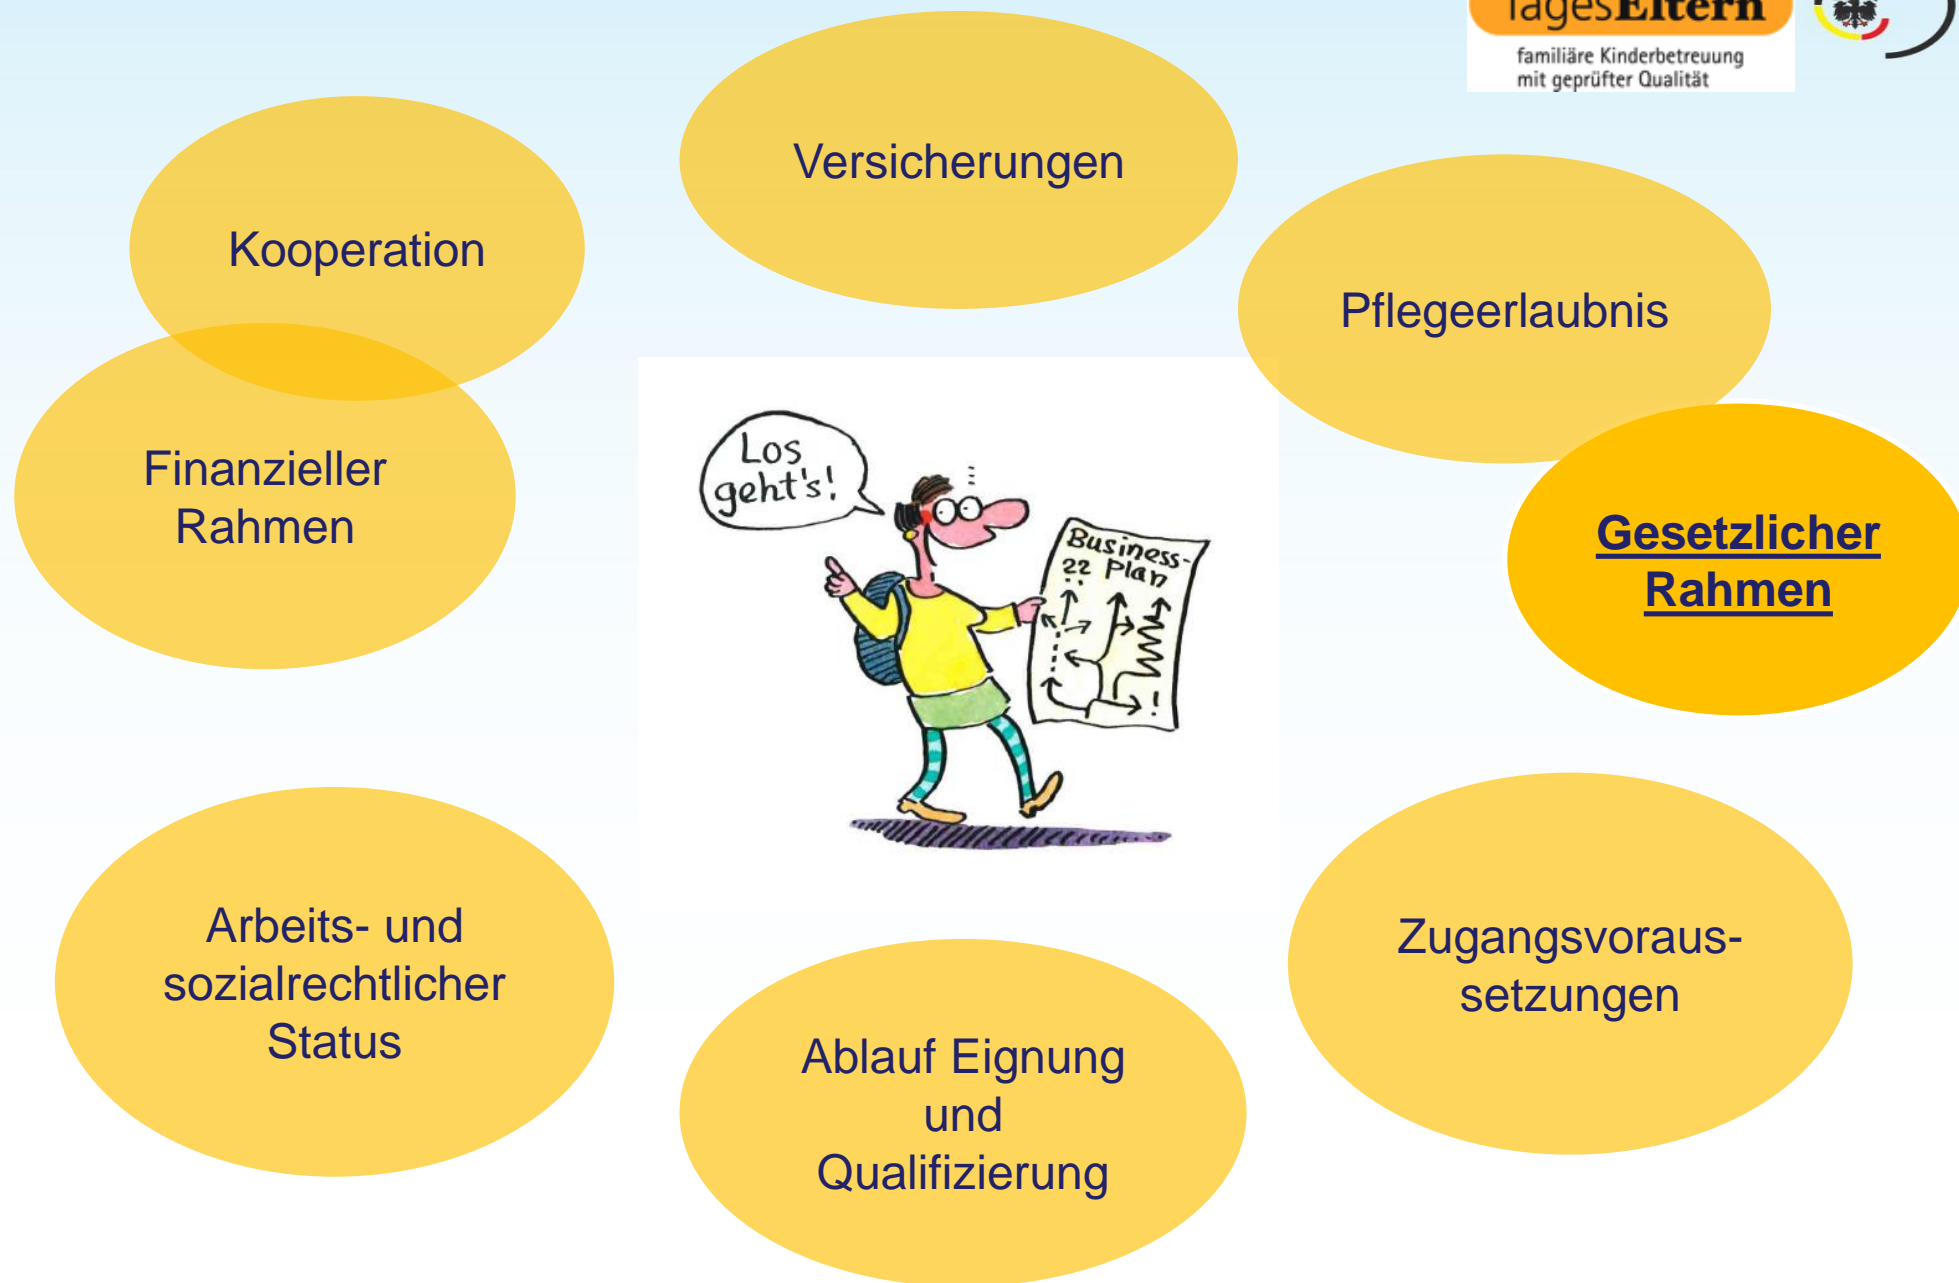 TagesEltern
familiäre Kinderbetreuung
mit geprüfter Qualität
Versicherungen
Kooperation
Pflegeerlaubnis
Finanzieller
Rahmen
Los
geht's!
Business-
?? Plan
!
Gesetzlicher
Rahmen
Arbeits- und
sozialrechtlicher
Status
Ablauf Eignung
und
Qualifizierung
Zugangsvoraus-
setzungen